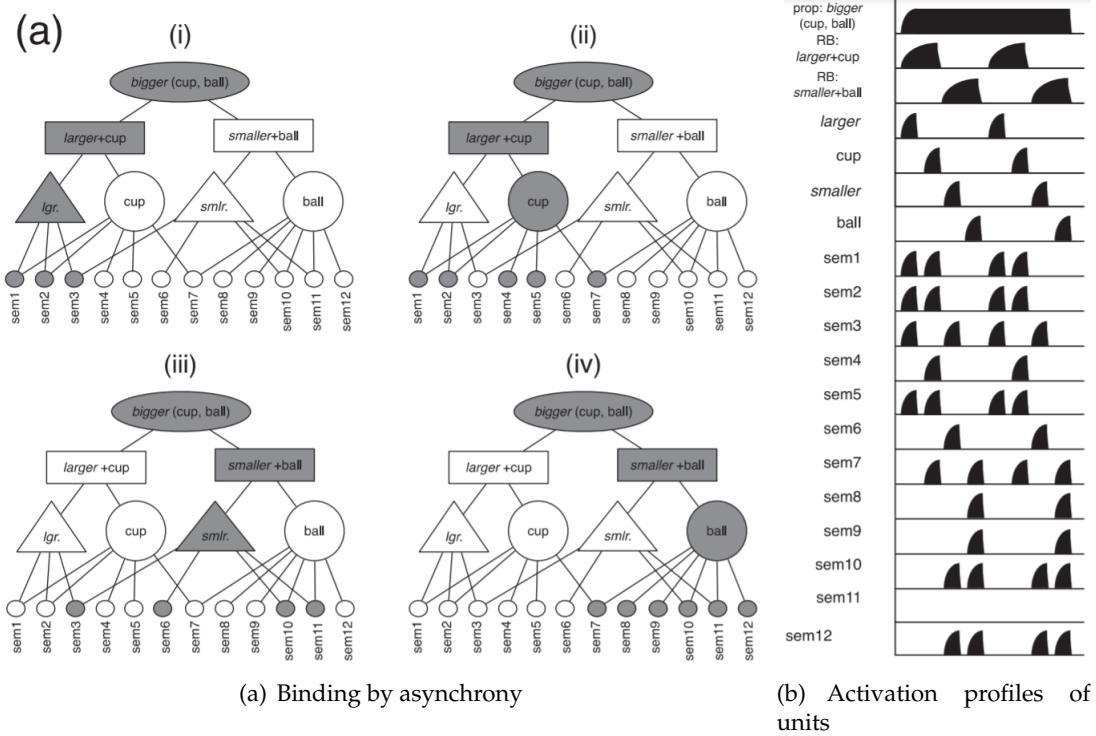 (a)
(i)
bigger (cup, ball)
larger+cup
smaller+ball
lgr.
cup
smlr.
ball
sem1
sem2
sem3
sem4
sem5
sem6
sem7
sem8
sem9
sem10
sem11
sem12
(ii)
bigger (cup, ball)
larger +cup
smaller +ball
lgr.
cup
smlr.
ball
sem1
sem2
sem3
sem4
sem5
sem6
sem7
sem8
sem9
sem10
sem11
sem12
(iii)
bigger (cup, ball)
larger +cup
smaller +ball
lgr.
cup
smlr.
ball
sem1
sem2
sem3
sem4
sem5
sem6
sem7
sem8
sem9
sem10
sem11
sem12
(iv)
bigger (cup, ball)
larger +cup
smaller +ball
lgr.
cup
smlr.
ball
sem1
sem2
sem3
sem4
sem5
sem6
sem7
sem8
sem9
sem10
sem11
sem12
(a) Binding by asynchrony
prop: bigger
(cup, ball)
RB:
larger+cup
RB:
smaller+ball
larger
cup
smaller
ball
sem1
sem2
sem3
sem4
sem5
sem6
sem7
sem8
sem9
sem10
sem11
sem12
(b) Activation profiles of
units